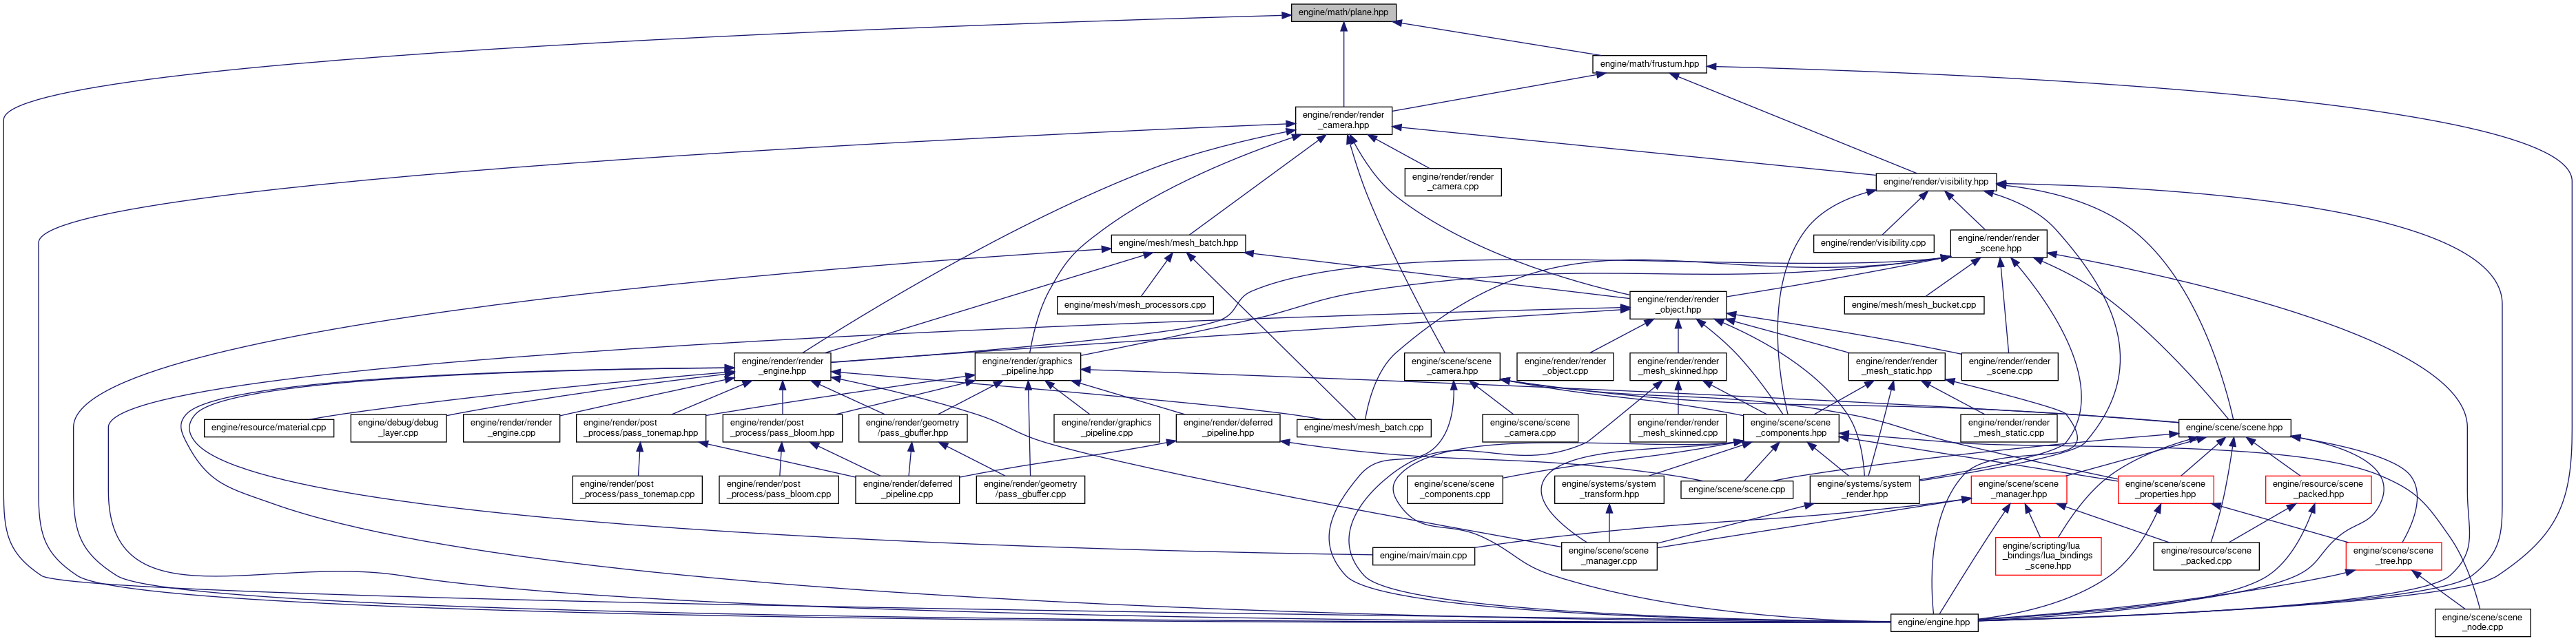 engine/math/plane.hpp
engine/math/frustum.hpp
engine/render/render
_camera.hpp
engine/render/render
_camera.cpp
engine/render/visibility.hpp
engine/mesh/mesh_batch.hpp
engine/render/visibility.cpp
engine/render/render
_scene.hpp
engine/mesh/mesh_processors.cpp
engine/render/render
_object.hpp
engine/mesh/mesh_bucket.cpp
engine/render/render
_engine.hpp
engine/render/graphics
_pipeline.hpp
engine/scene/scene
_camera.hpp
engine/render/render
_object.cpp
engine/render/render
_mesh_skinned.hpp
engine/render/render
_mesh_static.hpp
engine/render/render
_scene.cpp
engine/resource/material.cpp
engine/debug/debug
_layer.cpp
engine/render/render
_engine.cpp
engine/render/post
_process/pass_tonemap.hpp
engine/render/post
_process/pass_bloom.hpp
engine/render/geometry
/pass_gbuffer.hpp
engine/render/graphics
_pipeline.cpp
engine/render/deferred
_pipeline.hpp
engine/mesh/mesh_batch.cpp
engine/scene/scene
_camera.cpp
engine/render/render
_mesh_skinned.cpp
engine/scene/scene
_components.hpp
engine/render/render
_mesh_static.cpp
engine/scene/scene.hpp
engine/render/post
_process/pass_tonemap.cpp
engine/render/post
_process/pass_bloom.cpp
engine/render/deferred
_pipeline.cpp
engine/render/geometry
/pass_gbuffer.cpp
engine/scene/scene
_components.cpp
engine/systems/system
_transform.hpp
engine/scene/scene.cpp
engine/systems/system
_render.hpp
engine/scene/scene
_manager.hpp
engine/scene/scene
_properties.hpp
engine/resource/scene
_packed.hpp
engine/main/main.cpp
engine/scene/scene
_manager.cpp
engine/scripting/lua
_bindings/lua_bindings
_scene.hpp
engine/resource/scene
_packed.cpp
engine/scene/scene
_tree.hpp
engine/engine.hpp
engine/scene/scene
_node.cpp